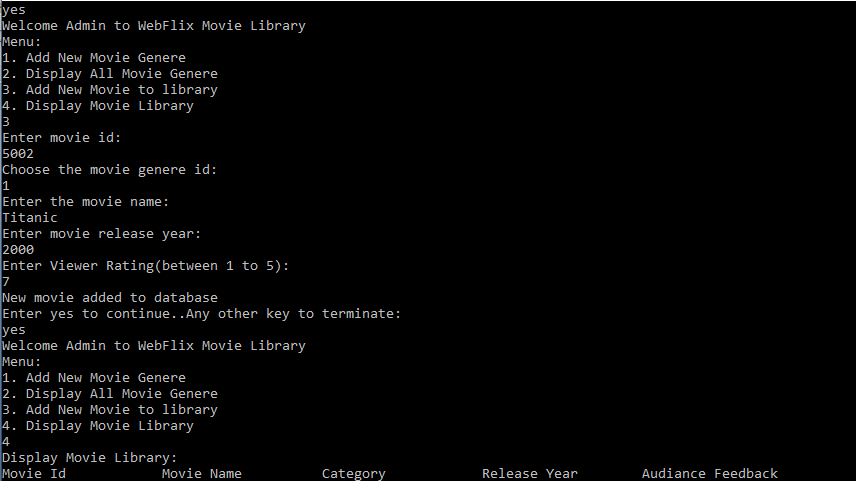 yes
Welcome Admin to WebFlix Movie Library
Menu:
1. Add New Movie Genere
2. Display All Movie Genere
3. Add New Movie to library
4. Display Movie Library
3
Enter movie id:
5002
Choose the movie genere id:
1
Enter the movie name:
Titanic
Enter movie release year:
2000
Enter Viewer Rating(between 1 to 5):
7
New movie added to database
Enter yes to continue..Any other key to terminate:
yes
Welcome Admin to WebFlix Movie Library
Menu:
1. Add New Movie Genere
2. Display All Movie Genere
3. Add New Movie to library
4. Display Movie Library
4
Display Movie Library:
Movie Id            Movie Name          Category            Release Year        Audiance Feedback